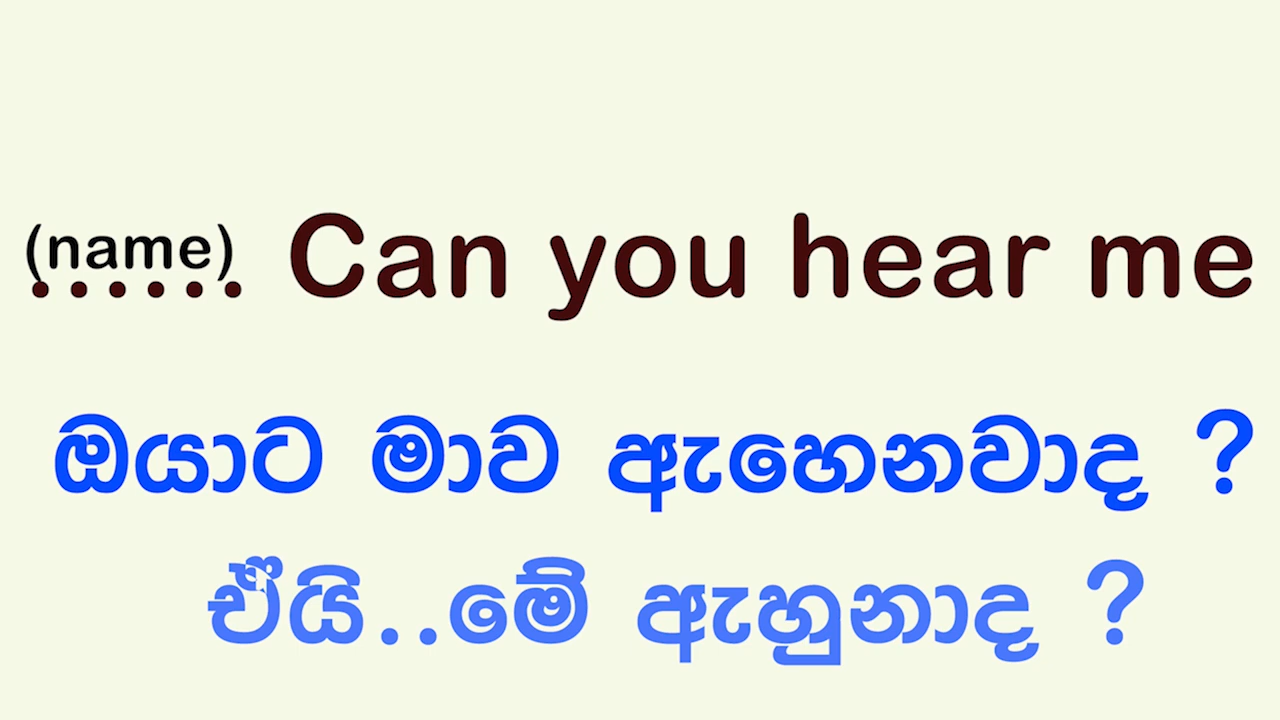 (name)
...... Can you hear me
ඔයාට මාව ඇහෙනවාද ?
ඒයි..මේ ඇහුනාද ?